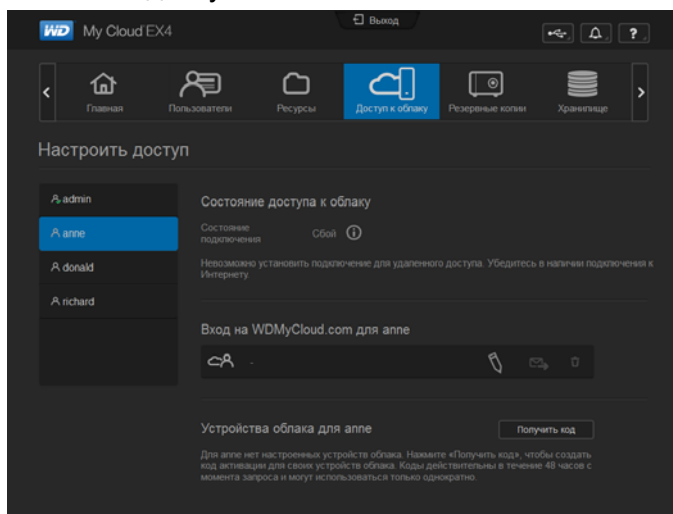 WD My Cloud EX4
Выход
?
Главная
Пользователи
Ресурсы
Доступ к облаку
Резервные копии
Хранилище
Настроить доступ
admin
anne
donald
richard
Состояние доступа к облаку
Состояние
подключения
Сбой
Невозможно установить подключение для удаленного доступа. Убедитесь в наличии подключения к
Интернету.
Вход на WDMyCloud.com для anne
-
Устройства облака для anne
Получить код
Для anne нет настроенных устройств облака. Нажмите «Получить код», чтобы создать
код активации для своих устройств облака. Коды действительны в течение 48 часов с
момента запроса и могут использоваться только однократно.